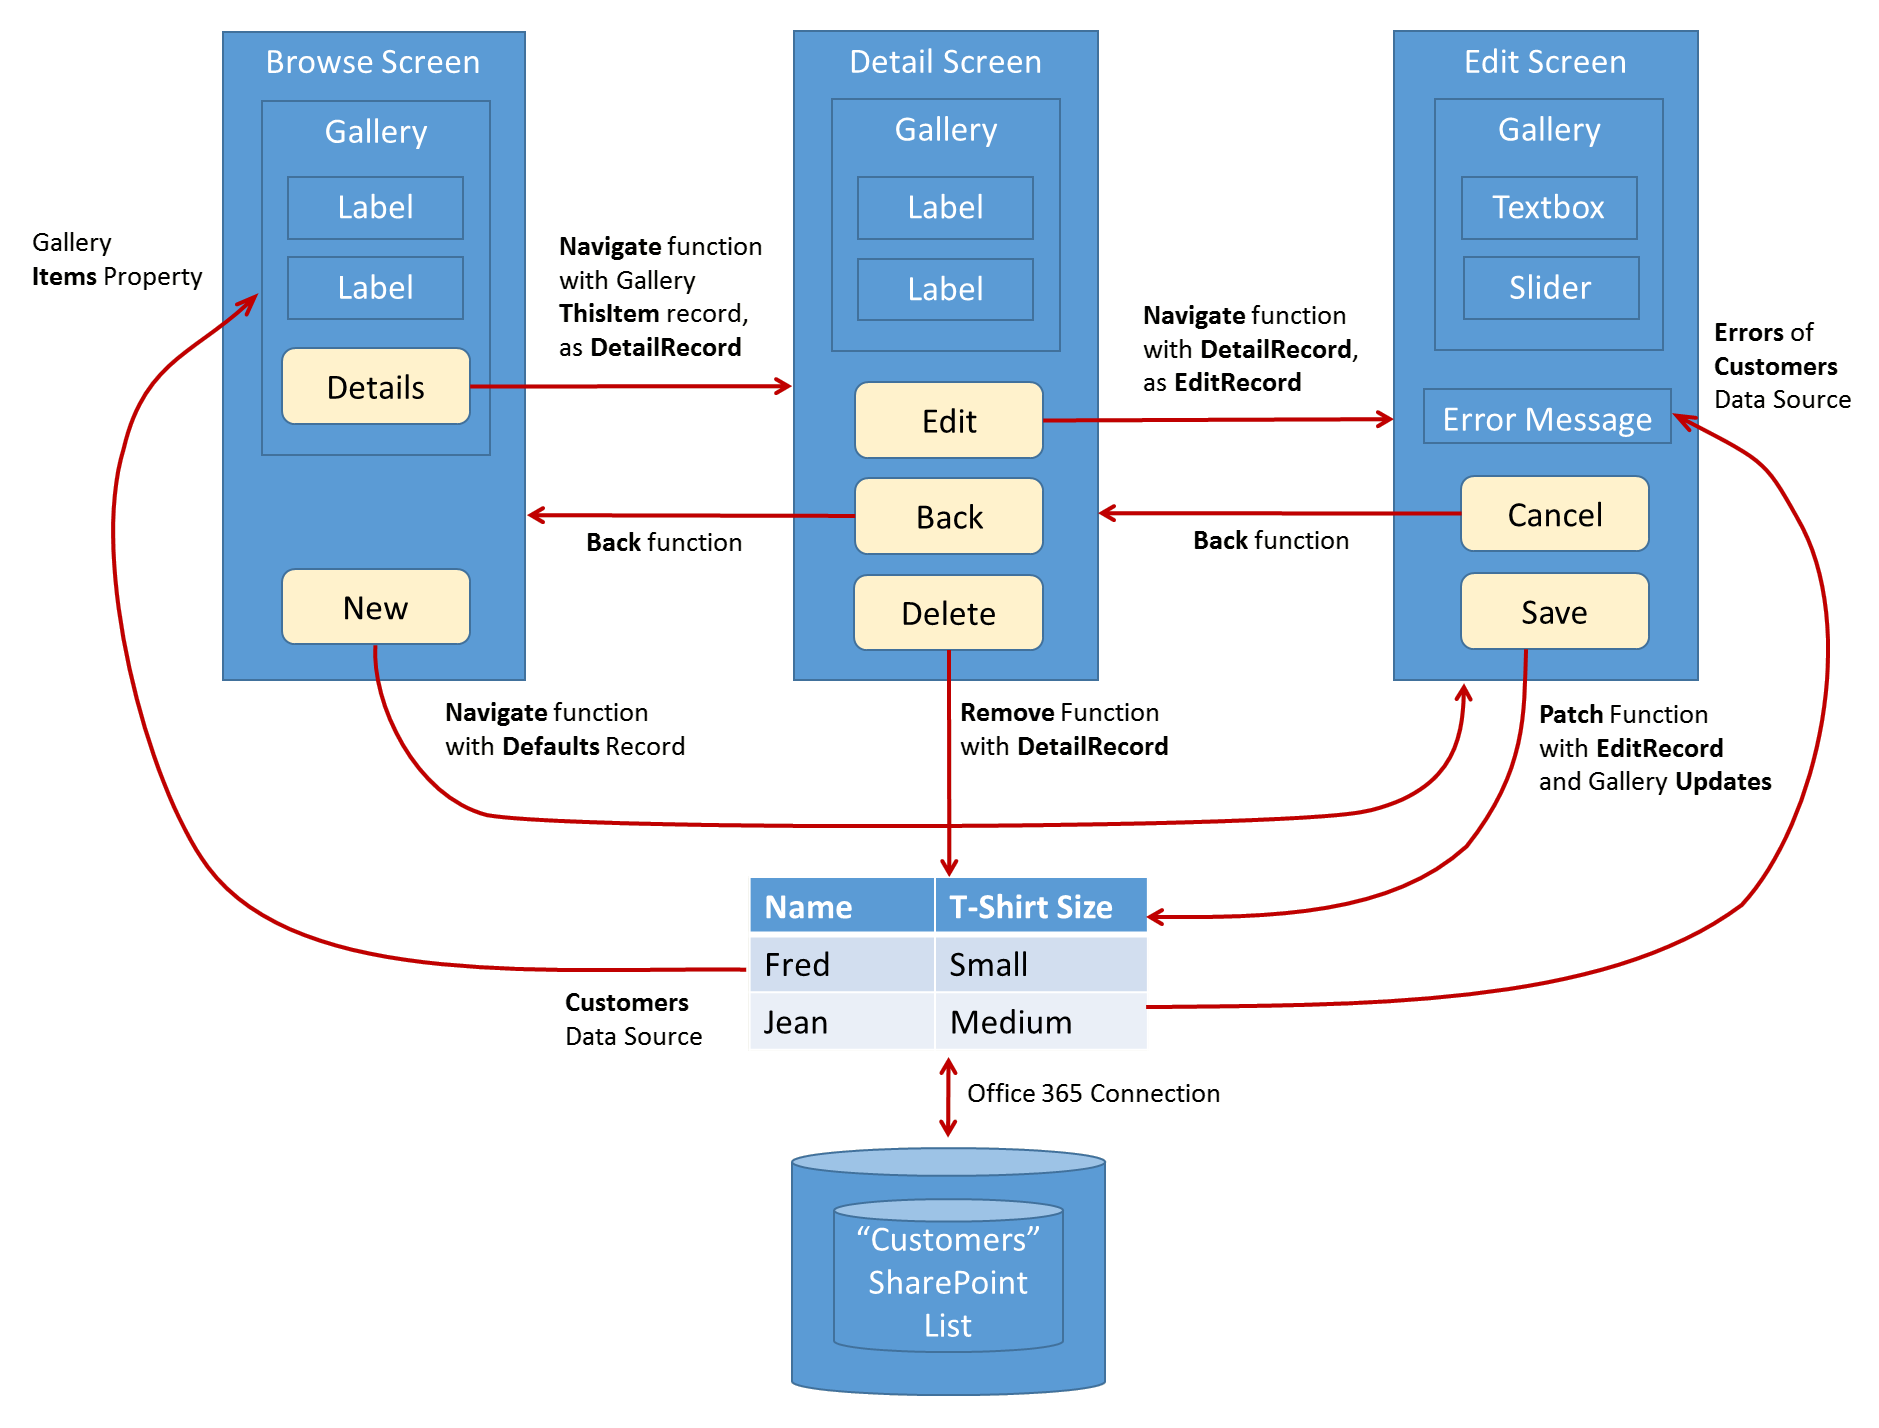 Browse Screen
Gallery
Label
Label
Details
New
Gallery
Items Property
Navigate function
with Gallery
ThisItem record,
as DetailRecord
Back function
Navigate function
with Defaults Record
Detail Screen
Gallery
Label
Label
Edit
Back
Delete
Navigate function
with DetailRecord,
as EditRecord
Back function
Remove Function
with DetailRecord
Edit Screen
Gallery
Textbox
Slider
Error Message
Cancel
Save
Errors of
Customers
Data Source
Patch Function
with EditRecord
and Gallery Updates
Name T-Shirt Size
Fred Small
Jean Medium
Customers
Data Source
Office 365 Connection
“Customers”
SharePoint
List